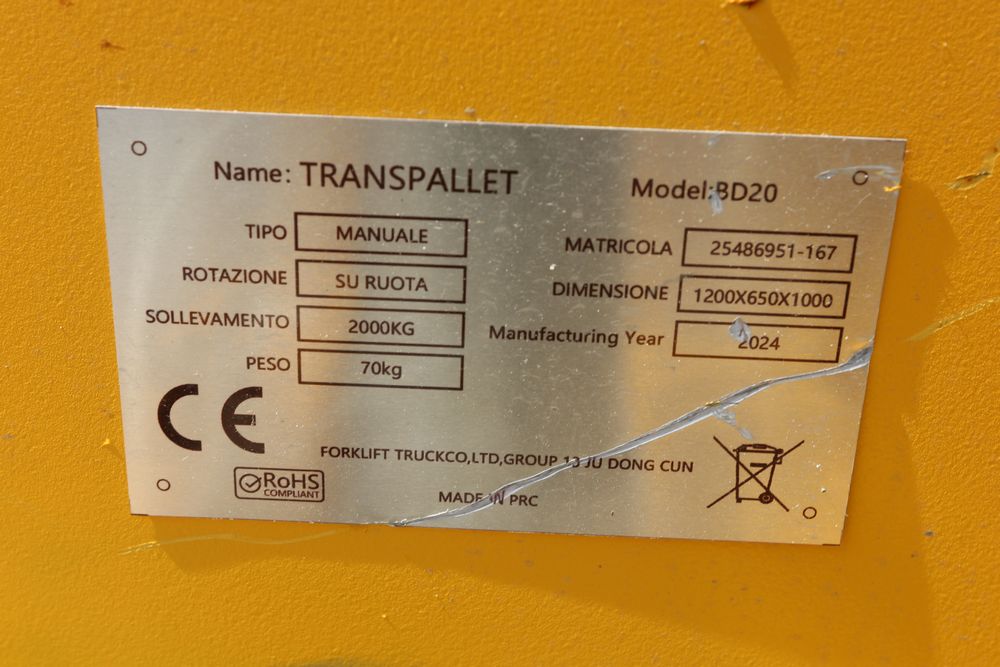 Name: TRANSPALLET
Model:BD20
TIPO MANUALE
ROTAZIONE SU RUOTA
SOLLEVAMENTO 2000KG
PESO 70kg
MATRICOLA 25486951-167
DIMENSIONE 1200X650X1000
Manufacturing Year 2024
CE
FORKLIFT TRUCKCO,LTD,GROUP 13 JU DONG CUN
RoHS
COMPLIANT
MADE IN PRC